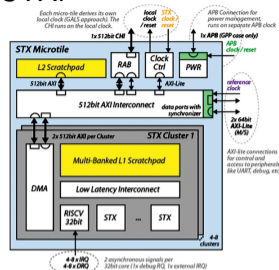 Each micro-tile derives its own
local clock (GALS approach). The
CHI runs on the local clock.
local
clock
/ reset
STX
clock
/ reset
APB Connection for
power management,
runs on separate APB clock
1x 512bit CHI
1x APB (GPP case only)
APB
clock / reset
STX Microtile
L2 Scratchpad
RAB
Clock
Ctrl
PWR
512bit AXI
AXI-Lite
reference
clock
512bit AXI Interconnect
data ports with
synchronizer
2x 64bit
AXI-Lite
(M/S)
2x 512bit AXI per Cluster
STX Cluster 1
AXI-lite connections
for control and
access to peripherals
like UART, debug, etc
Multi-Banked L1 Scratchpad
DMA
Low Latency Interconnect
RISCV
32bit
STX
...
STX
4-8
clusters
4-8 x IRQ
4-8 x DRQ
2 asynchronous signals per
32bit core (1x debug RQ, 1x external IRQ)